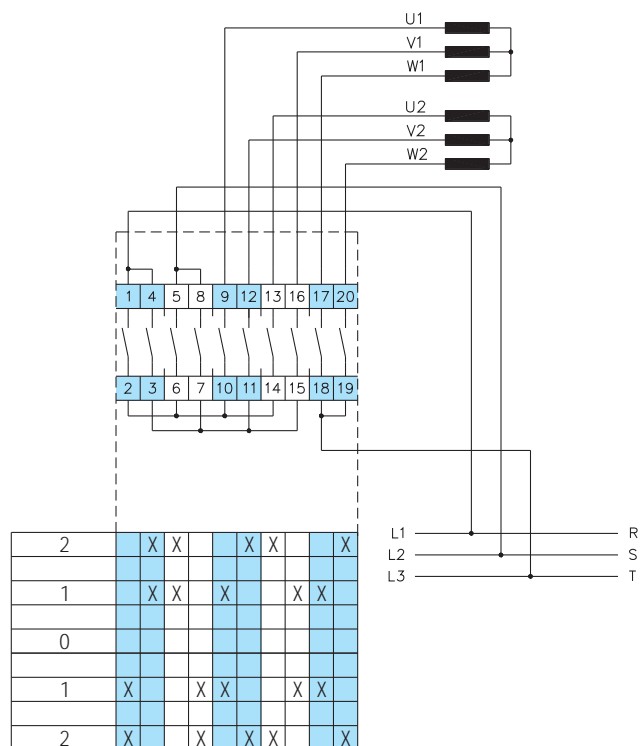 U1
V1
W1
U2
V2
W2
1 4 5 8 9 12 13 16 17 20
2 3 6 7 10 11 14 15 18 19
L1 R
L2 S
L3 T
2 X X X X X
1 X X X X X
0
1 X X X X X
2 X X X X X